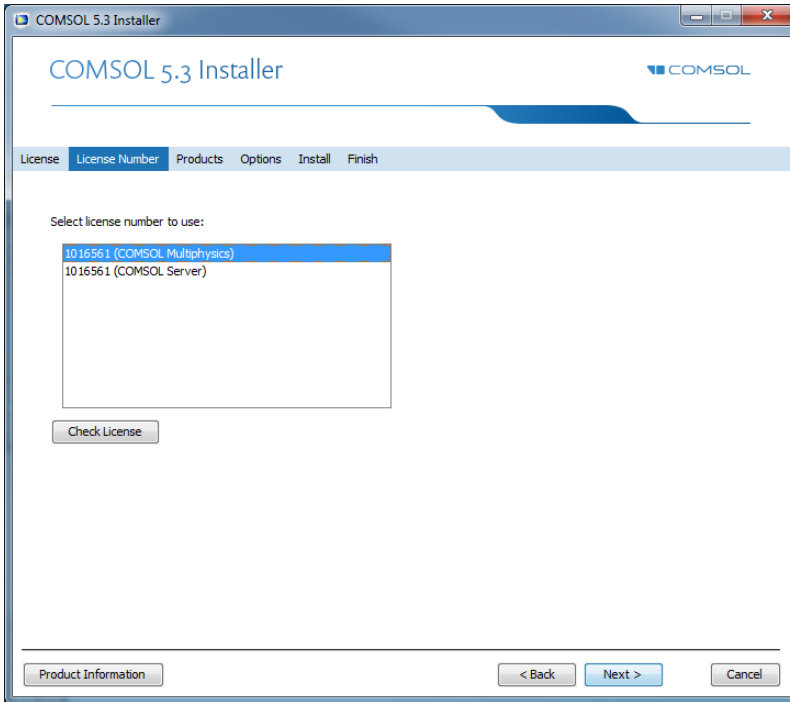 COMSOL 5.3 Installer
COMSOL 5.3 Installer
COMSOL
License License Number Products Options Install Finish
Select license number to use:
1016561 (COMSOL Multiphysics)
1016561 (COMSOL Server)
Check License
Product Information < Back Next > Cancel